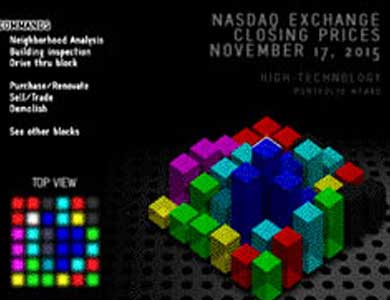 COMMANDS
Neighborhood Analysis
Building inspection
Drive thru block
Purchase/Renovate
Sell/Trade
Demolish
See other blocks
TOP VIEW
NASDAQ EXCHANGE
CLOSING PRICES
NOVEMBER 17, 2015
HIGH-TECHNOLOGY
PORTFOLIO